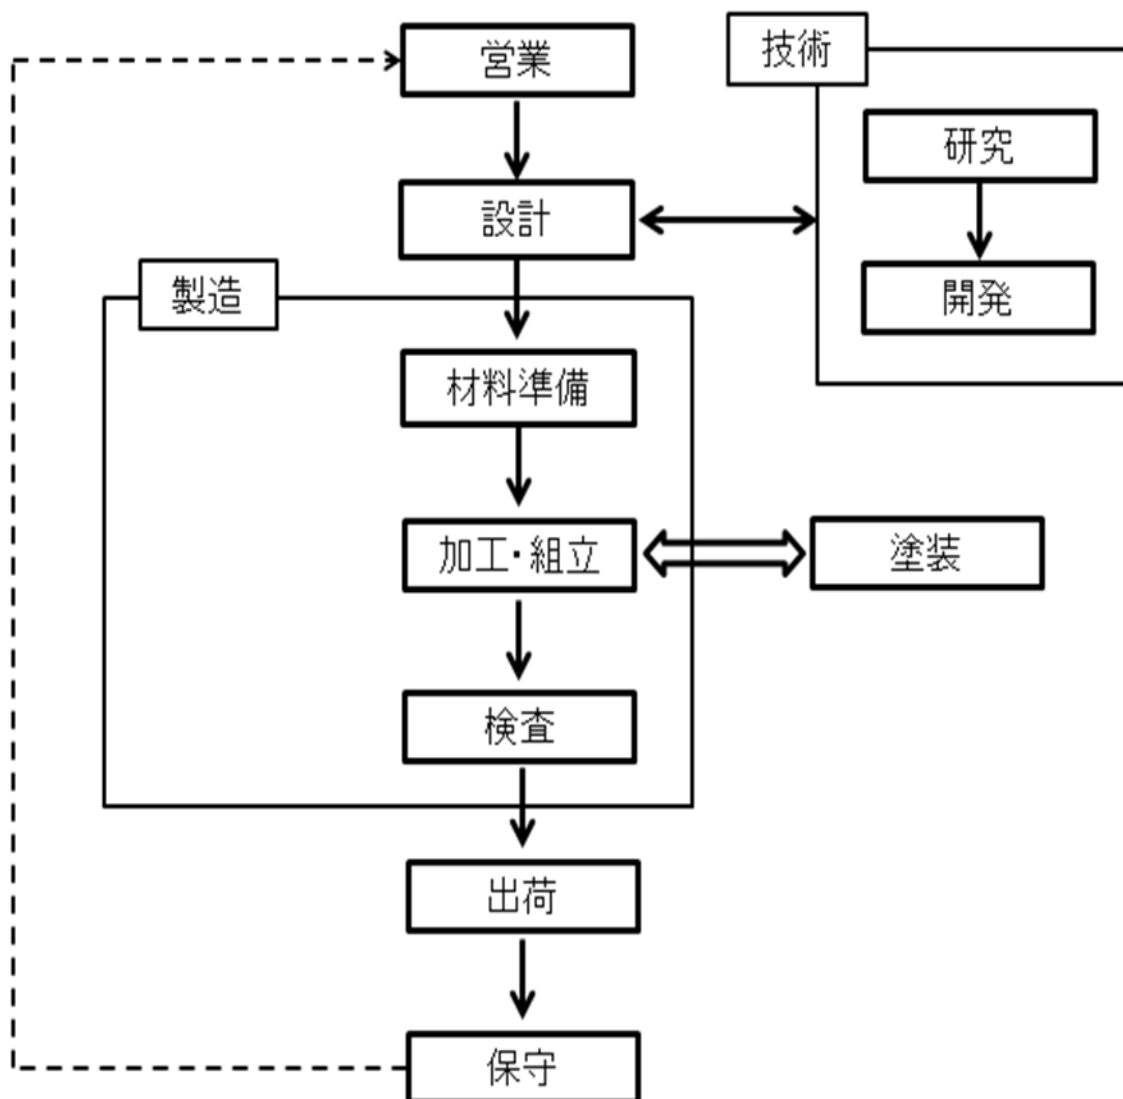 営業
技術
研究
設計
開発
製造
材料準備
加工・組立
塗装
検査
出荷
保守